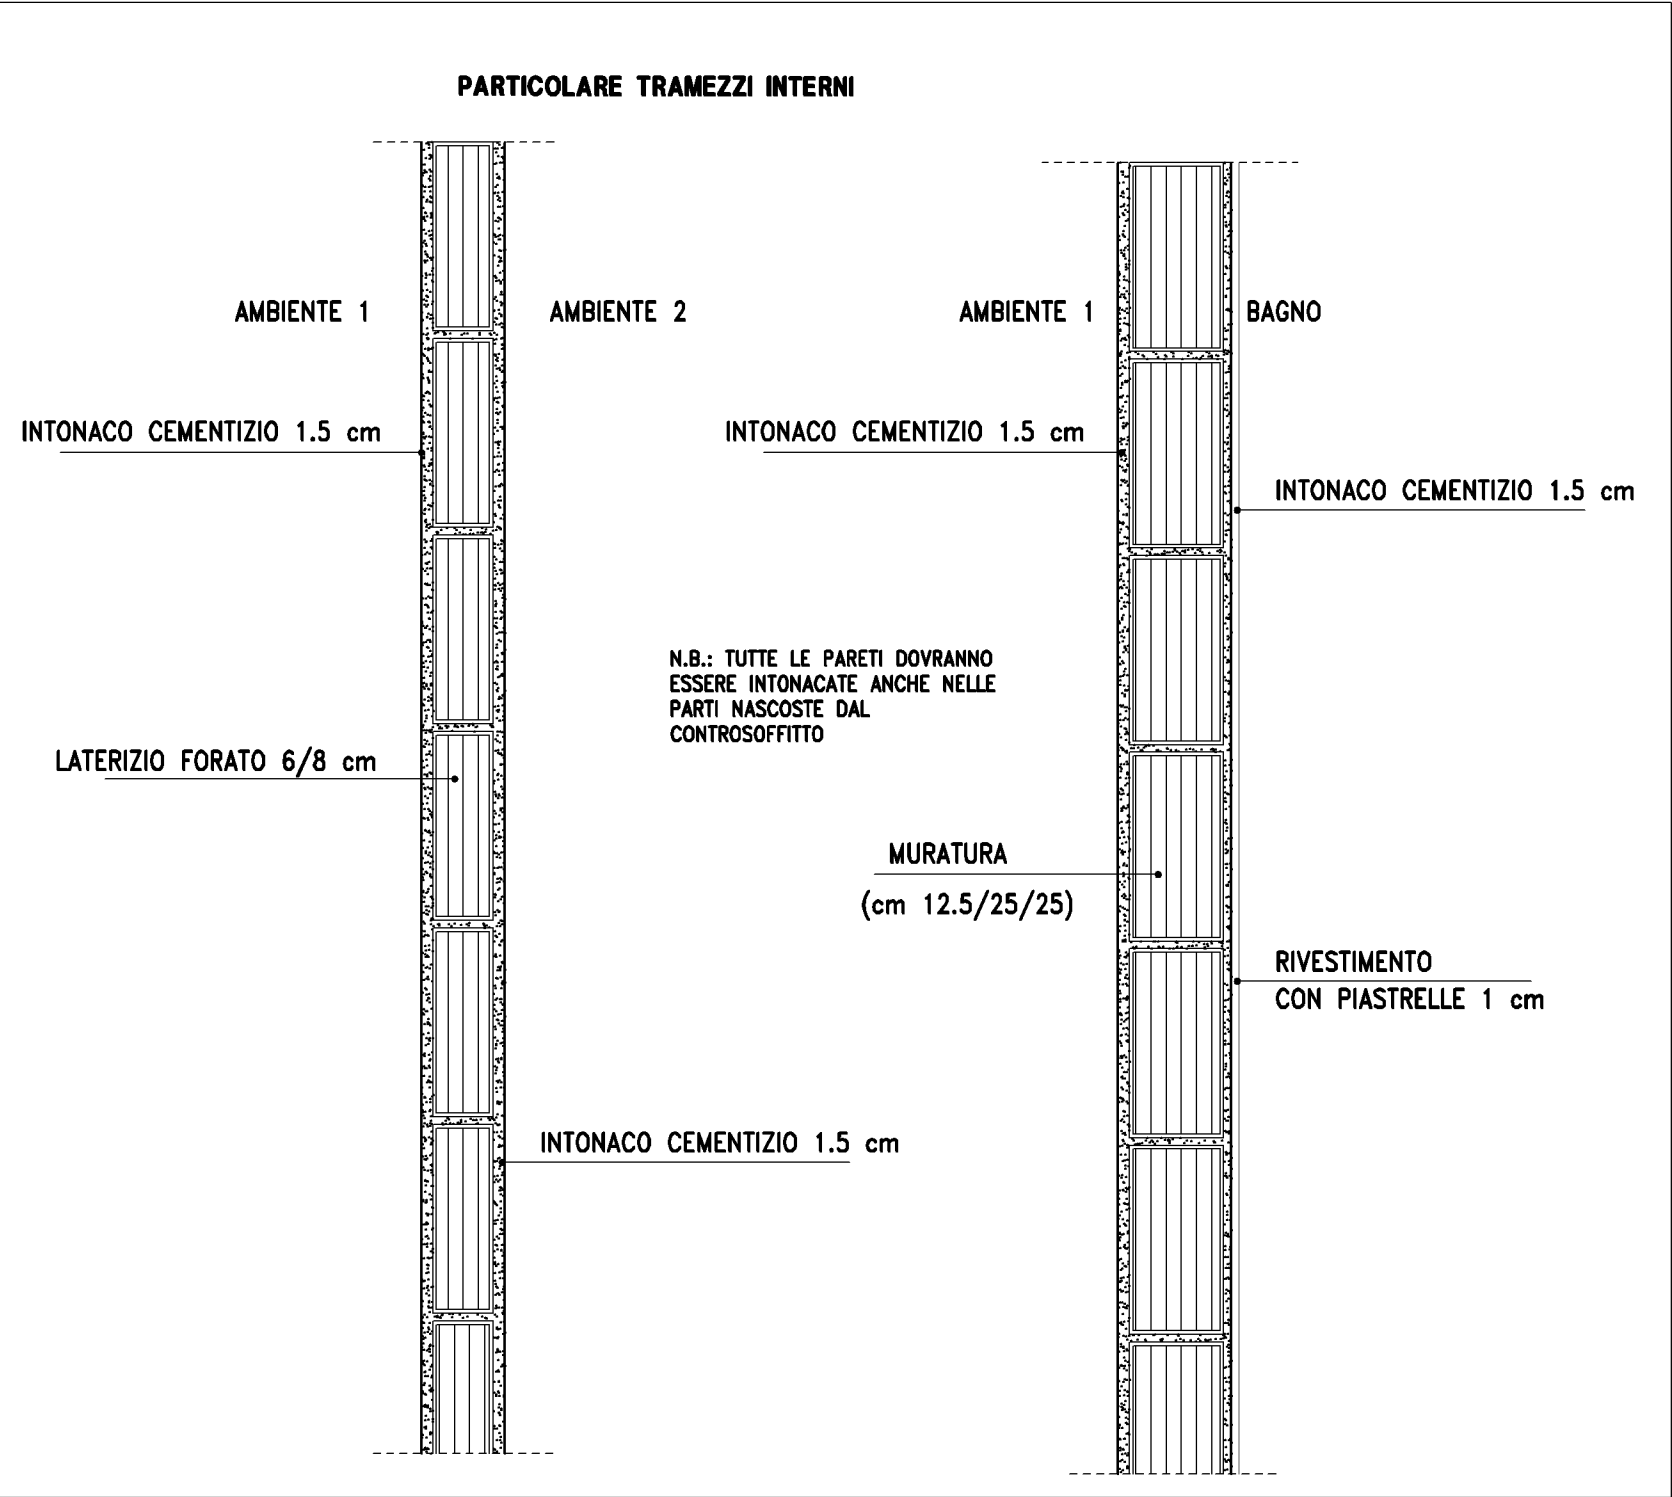 PARTICOLARE TRAMEZZI INTERNI
AMBIENTE 1
AMBIENTE 2
INTONACO CEMENTIZIO 1.5 cm
LATERIZIO FORATO 6/8 cm
INTONACO CEMENTIZIO 1.5 cm
N.B.: TUTTE LE PARETI DOVRANNO
ESSERE INTONACATE ANCHE NELLE
PARTI NASCOSTE DAL
CONTROSOFFITTO
AMBIENTE 1
BAGNO
INTONACO CEMENTIZIO 1.5 cm
INTONACO CEMENTIZIO 1.5 cm
MURATURA
(cm 12.5/25/25)
RIVESTIMENTO
CON PIASTRELLE 1 cm